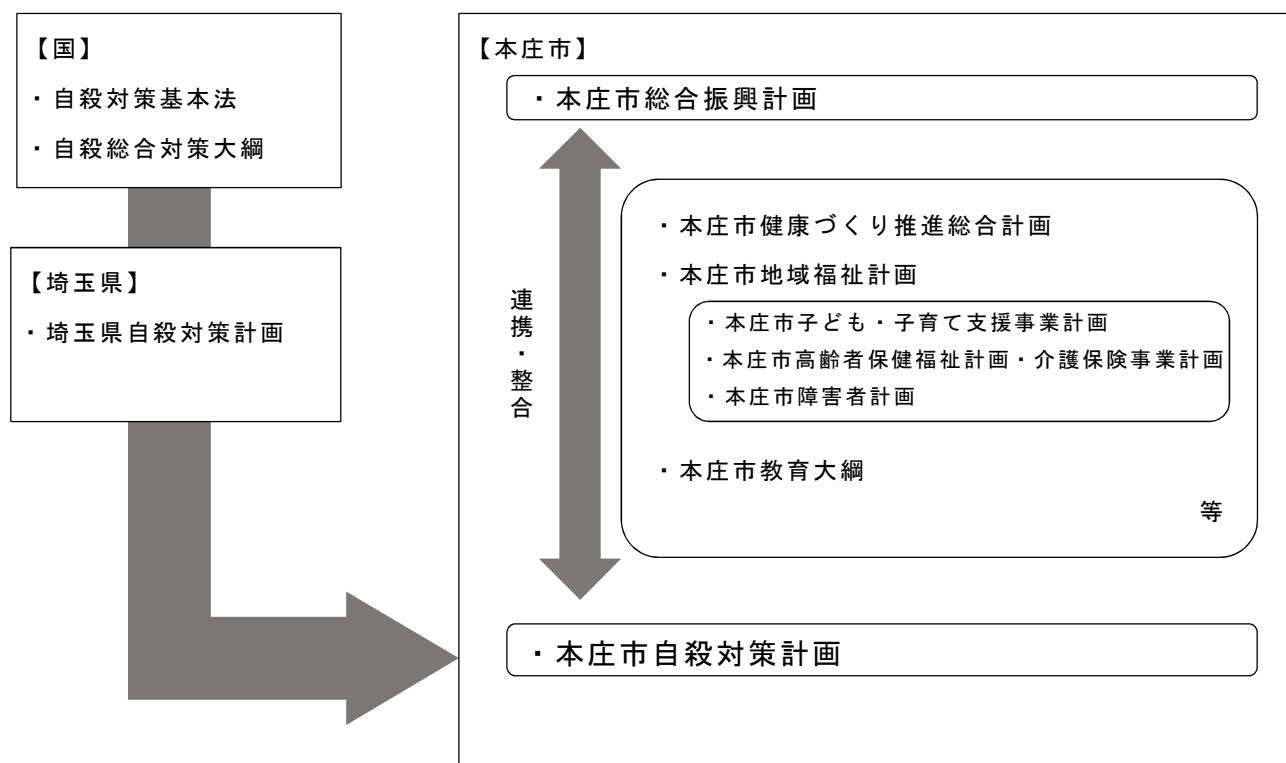 【国】
・自殺対策基本法
・自殺総合対策大綱
【埼玉県】
・埼玉県自殺対策計画
【本庄市】
・本庄市総合振興計画
連携・整合
・本庄市健康づくり推進総合計画
・本庄市地域福祉計画
・本庄市子ども・子育て支援事業計画
・本庄市高齢者保健福祉計画・介護保険事業計画
・本庄市障害者計画
・本庄市教育大綱
等
・本庄市自殺対策計画